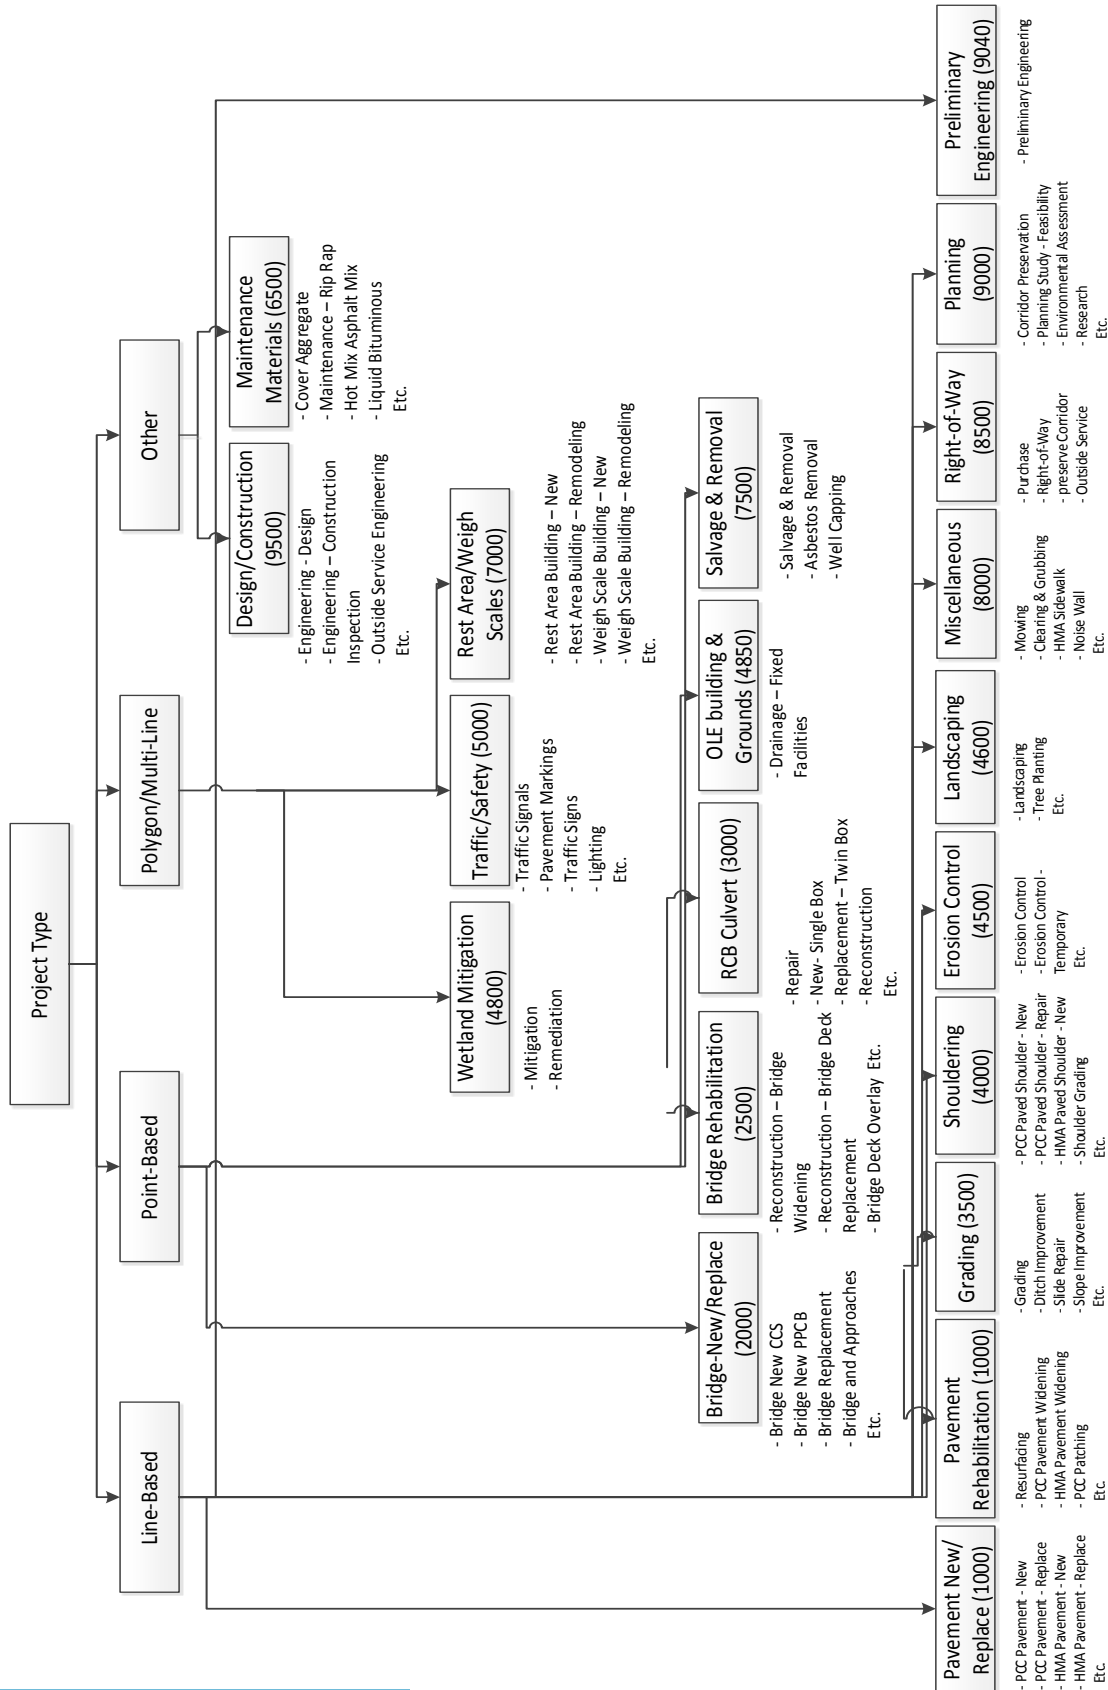 Project Type
Line-Based
Point-Based
Polygon/Multi-Line
Other
Design/Construction
(9500)
- Engineering - Design
- Engineering – Construction
Inspection
- Outside Service Engineering
Etc.
Maintenance
Materials (6500)
- Cover Aggregate
- Maintenance – Rip Rap
- Hot Mix Asphalt Mix
- Liquid Bituminous
Etc.
Wetland Mitigation
(4800)
- Mitigation
- Remediation
Traffic/Safety (5000)
- Traffic Signals
- Pavement Markings
- Traffic Signs
- Lighting
Etc.
Rest Area/Weigh
Scales (7000)
- Rest Area Building – New
- Rest Area Building – Remodeling
- Weigh Scale Building – New
- Weigh Scale Building – Remodeling
Etc.
Bridge-New/Replace
(2000)
- Bridge New CCS
- Bridge New PPCB
- Bridge Replacement
- Bridge and Approaches
Etc.
Bridge Rehabilitation
(2500)
- Reconstruction – Bridge
Widening
- Reconstruction – Bridge Deck
Replacement
- Bridge Deck Overlay Etc.
RCB Culvert (3000)
- Repair
- New- Single Box
- Replacement – Twin Box
- Reconstruction
Etc.
OLE building &
Grounds (4850)
- Drainage – Fixed
Facilities
Salvage & Removal
(7500)
- Salvage & Removal
- Asbestos Removal
- Well Capping
Pavement New/
Replace (1000)
- PCC Pavement - New
- PCC Pavement - Replace
- HMA Pavement - New
- HMA Pavement - Replace
Etc.
Pavement
Rehabilitation (1000)
- Resurfacing
- PCC Pavement Widening
- HMA Pavement Widening
- PCC Patching
Etc.
Grading (3500)
- Grading
- Ditch Improvement
- Slide Repair
- Slope Improvement
Etc.
Shouldering
(4000)
- PCC Paved Shoulder - New
- PCC Paved Shoulder - Repair
- HMA Paved Shoulder - New
- Shoulder Grading
Etc.
Erosion Control
(4500)
- Erosion Control
- Erosion Control -
Temporary
Etc.
Landscaping
(4600)
- Landscaping
- Tree Planting
Etc.
Miscellaneous
(8000)
- Mowing
- Clearing & Grubbing
- HMA Sidewalk
- Noise Wall
Etc.
Right-of-Way
(8500)
- Purchase
- Right-of-Way
- preserve Corridor
- Outside Service
Planning
(9000)
- Corridor Preservation
- Planning Study - Feasibility
- Environmental Assessment
- Research
Etc.
Preliminary
Engineering (9040)
- Preliminary Engineering